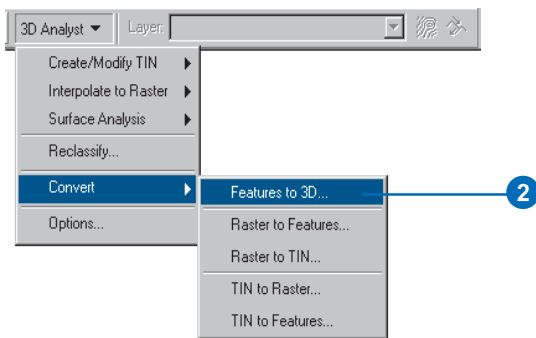 3D Analyst Layer:
Create/Modify TIN
Interpolate to Raster
Surface Analysis
Reclassify...
Convert
Options...
Features to 3D... 2
Raster to Features...
Raster to TIN...
TIN to Raster...
TIN to Features...